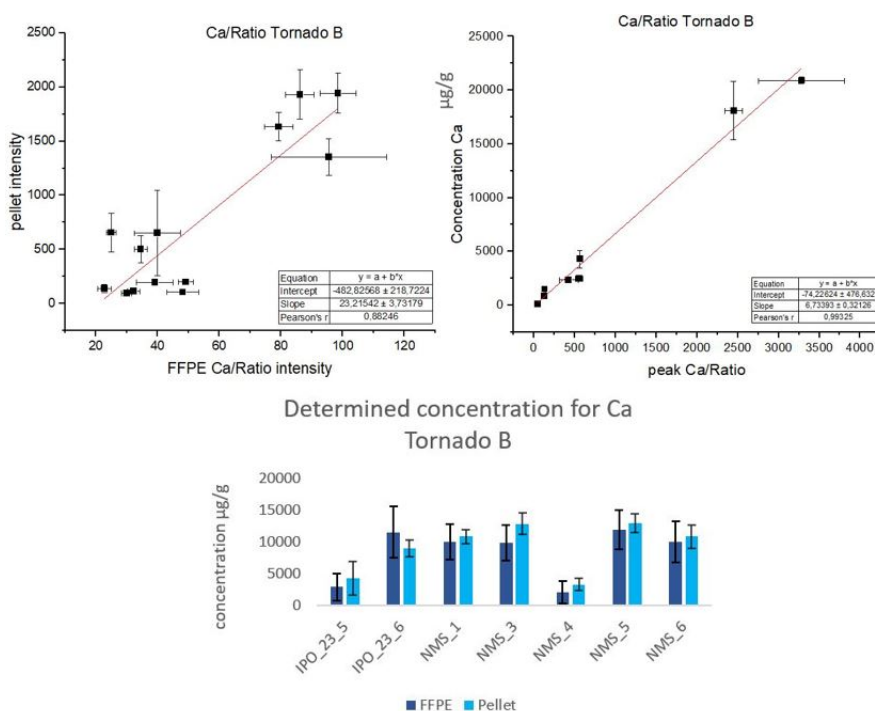 Ca/Ratio Tornado B
2500
2000
1500
1000
500
0
pellet intensity
20 40 60 80 100 120
FFPE Ca/Ratio intensity
Equation y = a + b*x
Intercept -482,82568 ± 218,7224
Slope 23,21542 ± 3,73179
Pearson's r 0,88246
Ca/Ratio Tornado B
25000
20000
15000
10000
5000
0
Concentration Ca µg/g
0 500 1000 1500 2000 2500 3000 3500 4000
peak Ca/Ratio
Equation y = a + b*x
Intercept -74,22624 ± 476,632
Slope 6,73393 ± 0,32126
Pearson's r 0,99325
Determined concentration for Ca
Tornado B
20000
15000
10000
5000
0
concentration µg/g
IPO_23_5 IPO_23_6 NMS_1 NMS_3 NMS_4 NMS_5 NMS_6
FFPE Pellet